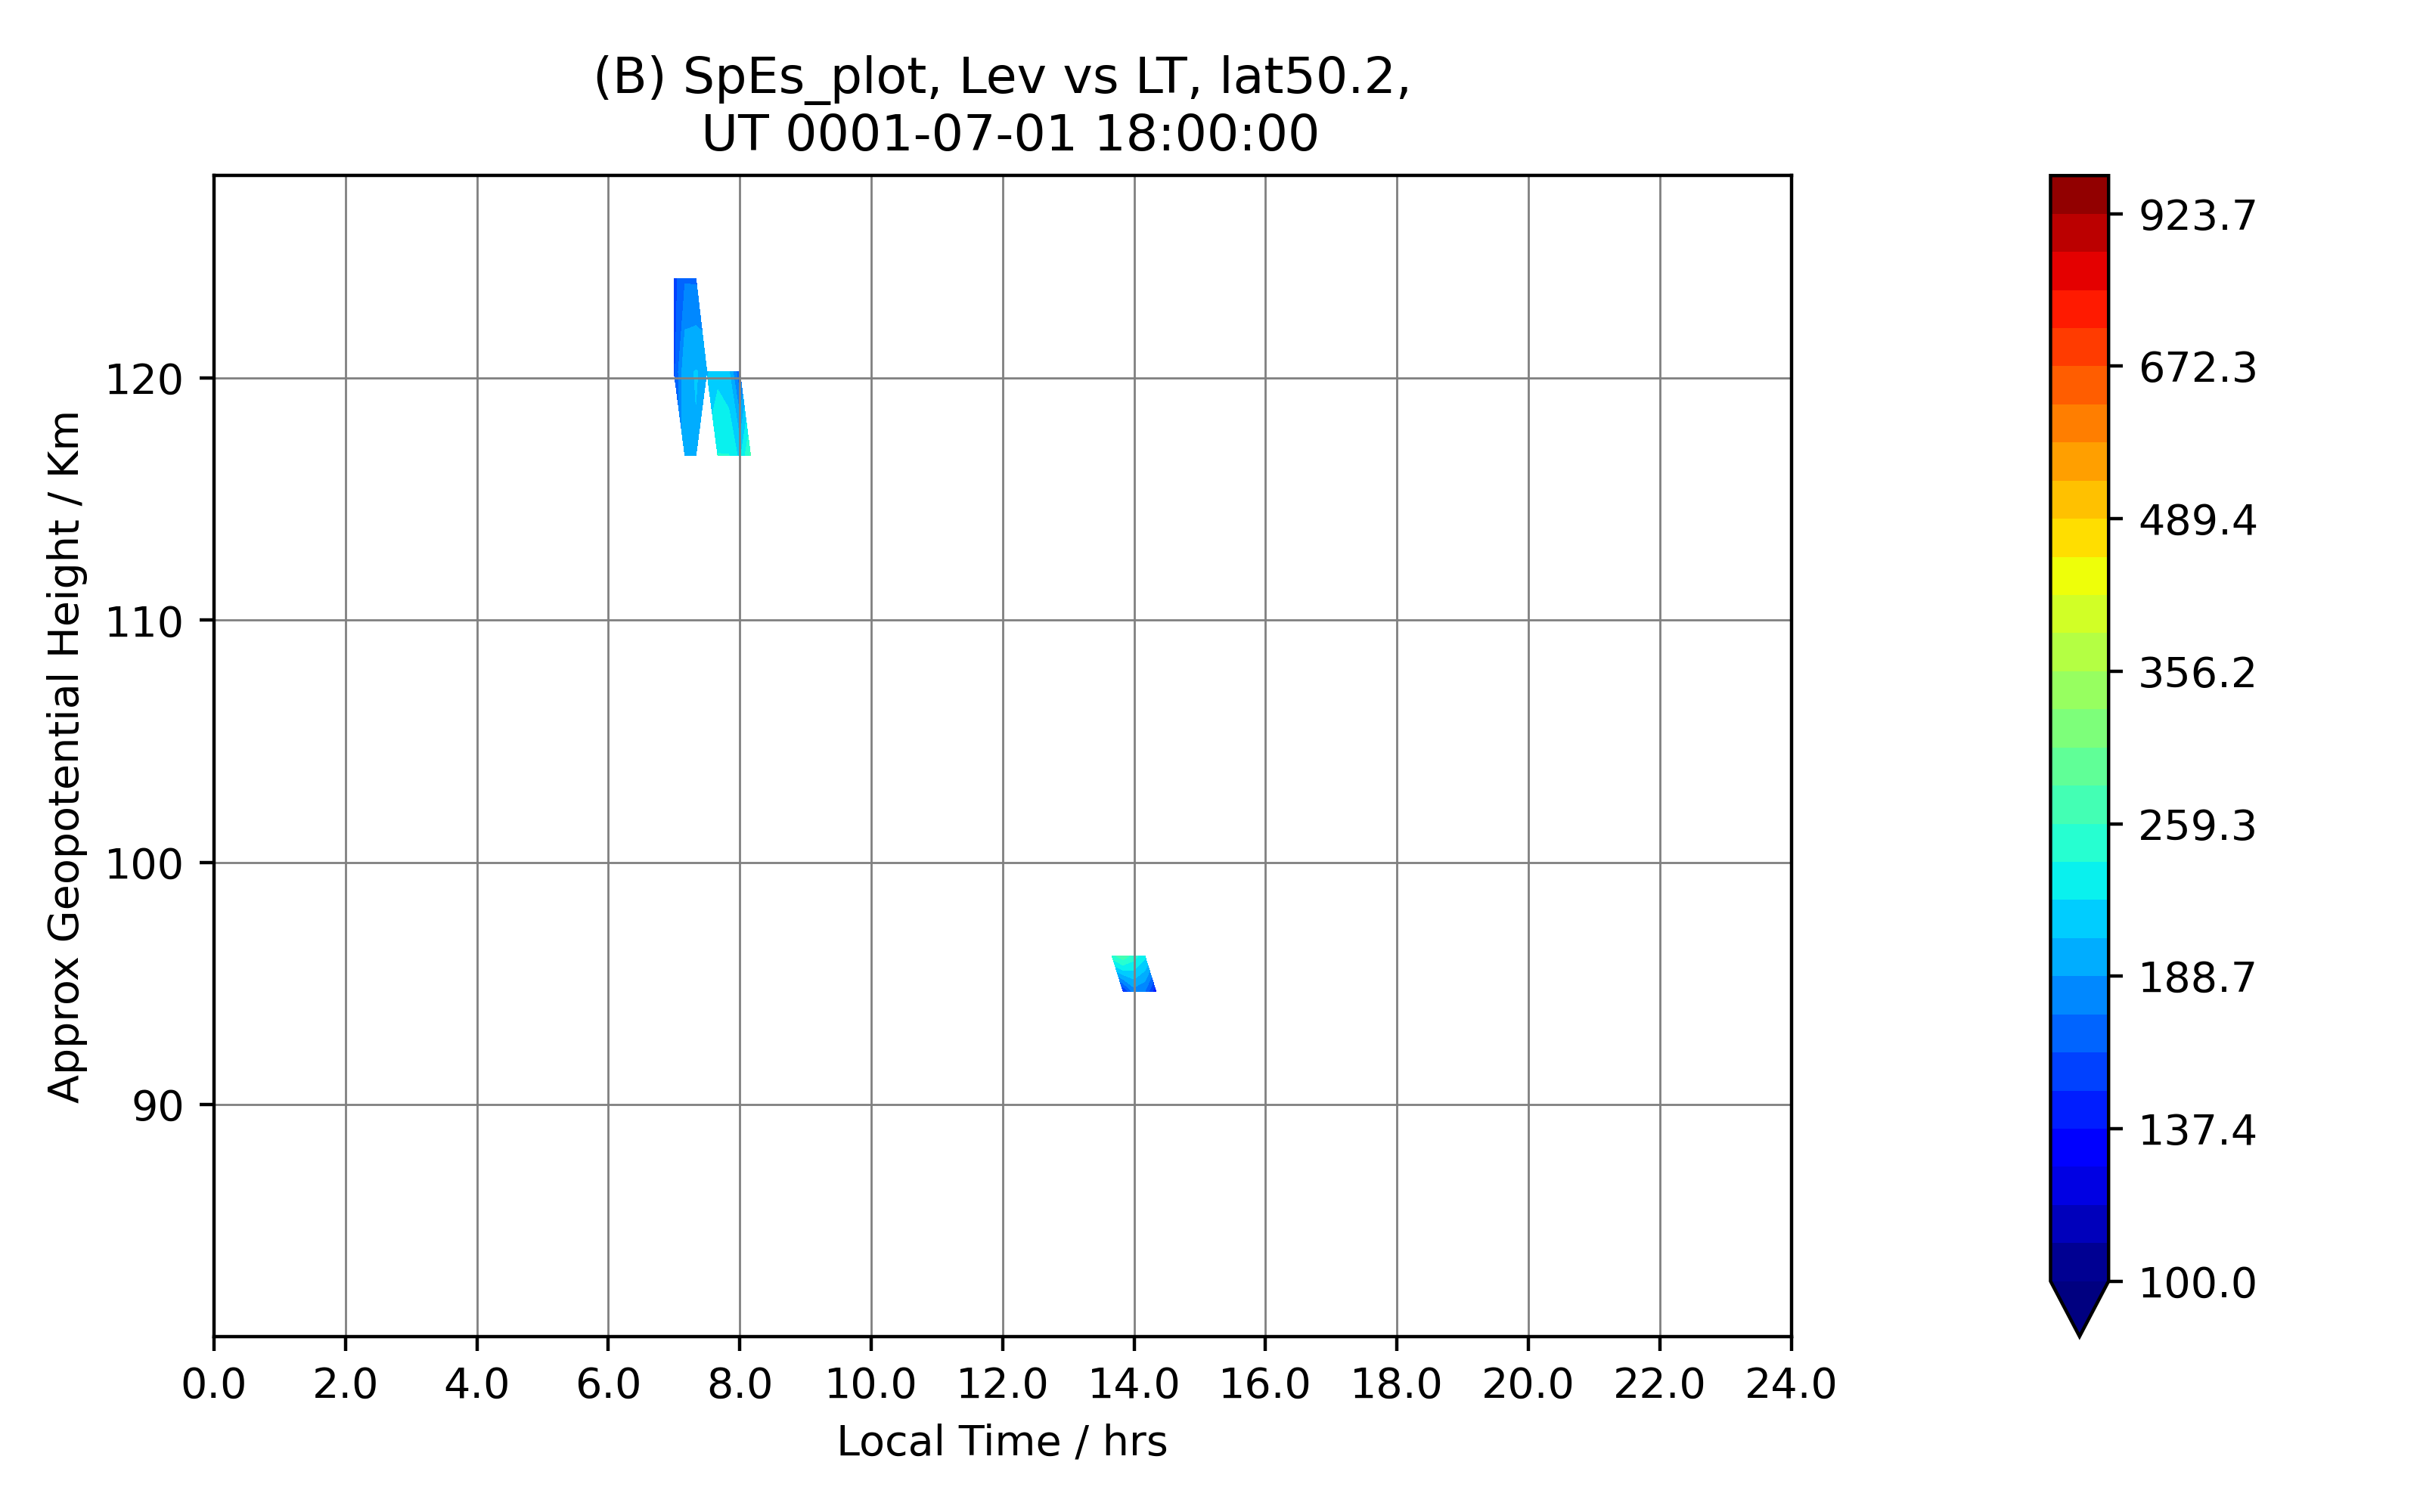 (B) SpEs_plot, Lev vs LT, lat50.2,
UT 0001-07-01 18:00:00
Approx Geopotential Height / Km
120
110
100
90
0.0 2.0 4.0 6.0 8.0 10.0 12.0 14.0 16.0 18.0 20.0 22.0 24.0
Local Time / hrs
923.7
672.3
489.4
356.2
259.3
188.7
137.4
100.0